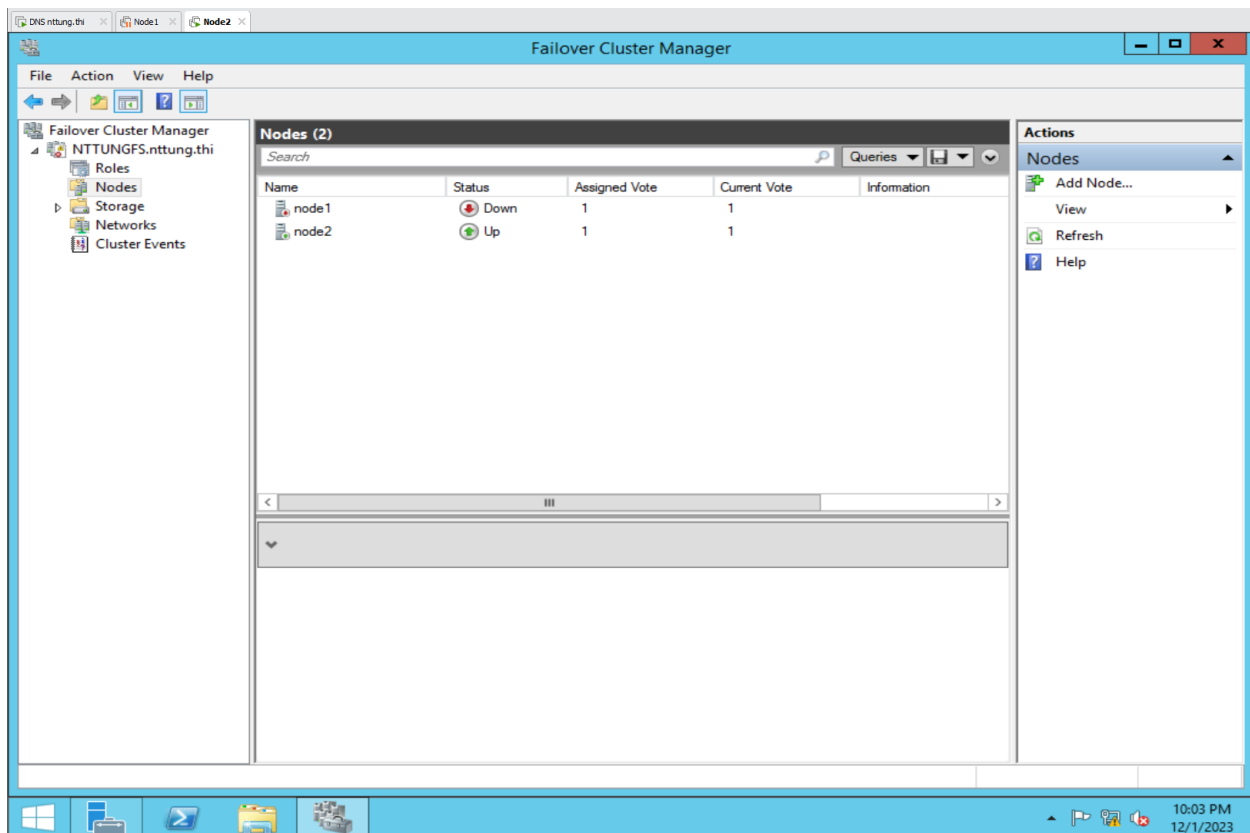 DNS nttung.thi Node1 Node2
Failover Cluster Manager
File Action View Help
Failover Cluster Manager
NTTUNGFS.nttung.thi
Roles
Nodes
Storage
Networks
Cluster Events
Nodes (2)
Search Queries
Name Status Assigned Vote Current Vote Information
node1 Down 1 1
node2 Up 1 1
Actions
Nodes
Add Node...
View
Refresh
Help
10:03 PM
12/1/2023